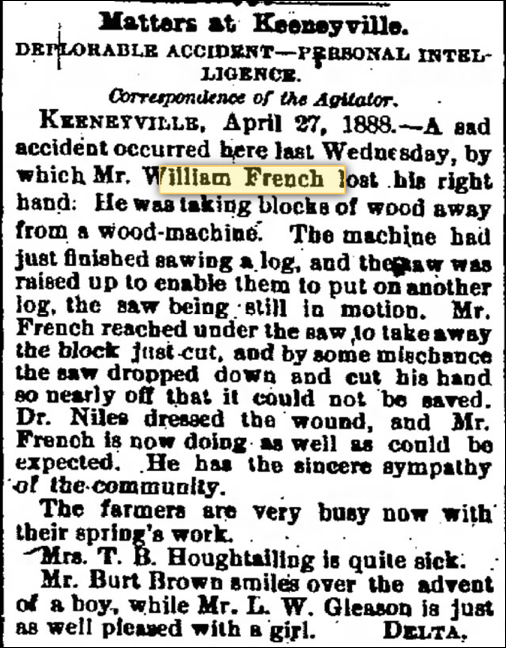 Matters at Keeneyville.
DEPLORABLE ACCIDENT—PERSONAL INTEL-
LIGENCE.
Correspondence of the Agitator.
KEENEYVILLE, April 27, 1888.—A sad
accident occurred here last Wednesday, by
which Mr. William French lost his right
hand: He was taking blocks of wood away
from a wood-machine. The machine had
just finished sawing a log, and the saw was
raised up to enable them to put on another
log, the saw being still in motion. Mr.
French reached under the saw to take away
the block just cut, and by some mischance
the saw dropped down and cut his hand
so nearly off that it could not be saved.
Dr. Niles dressed the wound, and Mr.
French is now doing as well as could be
expected. He has the sincere sympathy
of the community.
The farmers are very busy now with
their spring's work.
Mrs. T. B. Houghtailing is quite sick.
Mr. Burt Brown smiles over the advent
of a boy, while Mr. L. W. Gleason is just
as well pleased with a girl. DELTA.